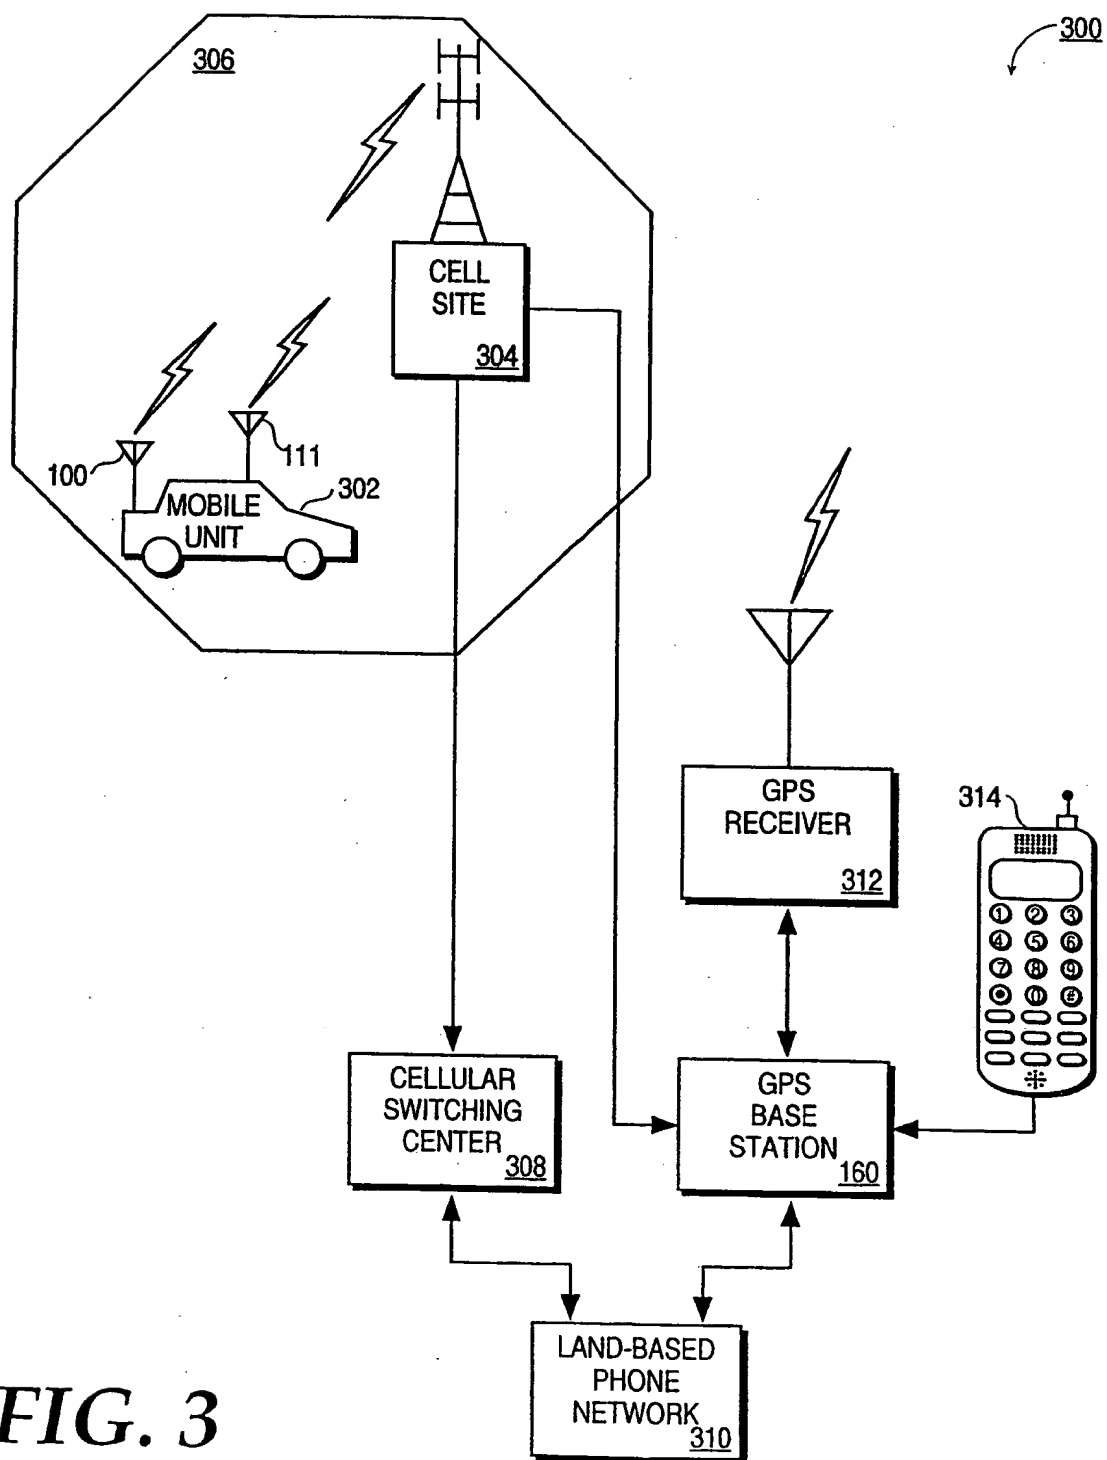 300
306
CELL
SITE
304
100
111
302
MOBILE
UNIT
GPS
RECEIVER
312
314
1 2 3
4 5 6
7 8 9
0 #
CELLULAR
SWITCHING
CENTER
308
GPS
BASE
STATION
160
LAND-BASED
PHONE
NETWORK
310
FIG. 3